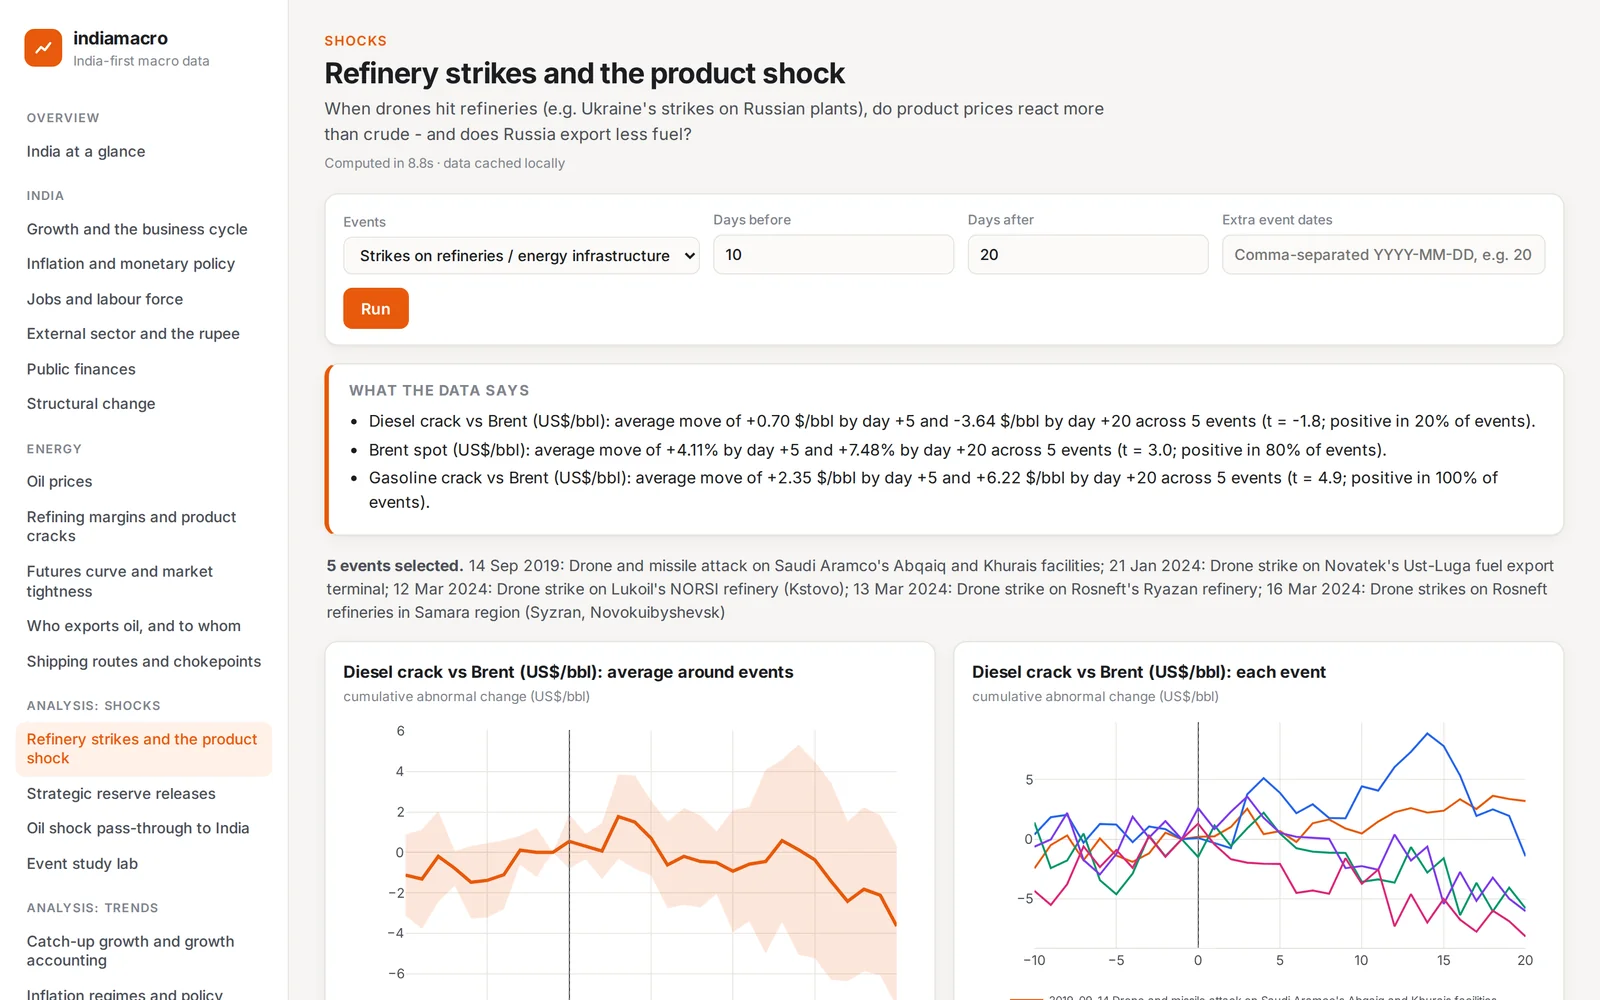 indiamacro
India-first macro data
OVERVIEW
India at a glance
INDIA
Growth and the business cycle
Inflation and monetary policy
Jobs and labour force
External sector and the rupee
Public finances
Structural change
ENERGY
Oil prices
Refining margins and product
cracks
Futures curve and market
tightness
Who exports oil, and to whom
Shipping routes and chokepoints
ANALYSIS: SHOCKS
Refinery strikes and the product
shock
Strategic reserve releases
Oil shock pass-through to India
Event study lab
ANALYSIS: TRENDS
Catch-up growth and growth
accounting
Inflation regimes and policy
SHOCKS
Refinery strikes and the product shock
When drones hit refineries (e.g. Ukraine's strikes on Russian plants), do product prices react more
than crude - and does Russia export less fuel?
Computed in 8.8s · data cached locally
Events
Days before
Days after
Extra event dates
Strikes on refineries / energy infrastructure
10
20
Comma-separated YYYY-MM-DD, e.g. 20
Run
WHAT THE DATA SAYS
• Diesel crack vs Brent (US$/bbl): average move of +0.70 $/bbl by day +5 and -3.64 $/bbl by day +20 across 5 events (t = -1.8; positive in 20% of events).
• Brent spot (US$/bbl): average move of +4.11% by day +5 and +7.48% by day +20 across 5 events (t = 3.0; positive in 80% of events).
• Gasoline crack vs Brent (US$/bbl): average move of +2.35 $/bbl by day +5 and +6.22 $/bbl by day +20 across 5 events (t = 4.9; positive in 100% of
events).
5 events selected. 14 Sep 2019: Drone and missile attack on Saudi Aramco's Abqaiq and Khurais facilities; 21 Jan 2024: Drone strike on Novatek's Ust-Luga fuel export
terminal; 12 Mar 2024: Drone strike on Lukoil's NORSI refinery (Kstovo); 13 Mar 2024: Drone strike on Rosneft's Ryazan refinery; 16 Mar 2024: Drone strikes on Rosneft
refineries in Samara region (Syzran, Novokuibyshevsk)
Diesel crack vs Brent (US$/bbl): average around events
cumulative abnormal change (US$/bbl)
6
4
2
0
−2
−4
−6
Diesel crack vs Brent (US$/bbl): each event
cumulative abnormal change (US$/bbl)
5
0
−5
−10
−5
0
5
10
15
20
2019-09-14 Drone and missile attack on Saudi Aramco's Abqaiq and Khurais facilities